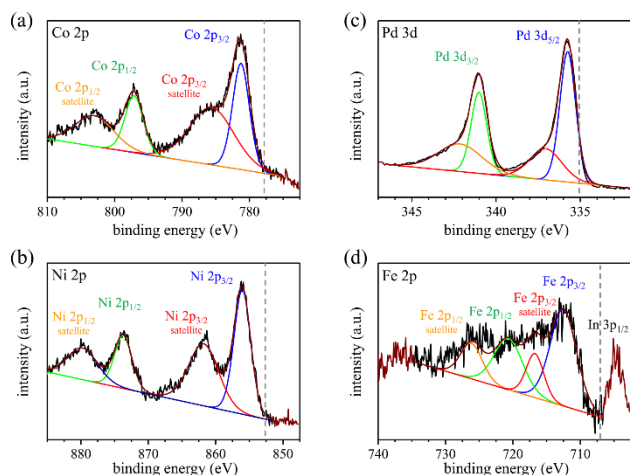 (a)
Co 2p
Co 2p3/2
Co 2p1/2
Co 2p1/2
satellite
Co 2p3/2
satellite
intensity (a.u.)
810 800 790 780
binding energy (eV)
(c)
Pd 3d
Pd 3d5/2
Pd 3d3/2
intensity (a.u.)
345 340 335
binding energy (eV)
(b)
Ni 2p
Ni 2p3/2
Ni 2p1/2
Ni 2p1/2
satellite
Ni 2p3/2
satellite
intensity (a.u.)
880 870 860 850
binding energy (eV)
(d)
Fe 2p
Fe 2p3/2
Fe 2p1/2
satellite
Fe 2p1/2
Fe 2p3/2
satellite
In 3p1/2
intensity (a.u.)
740 730 720 710
binding energy (eV)